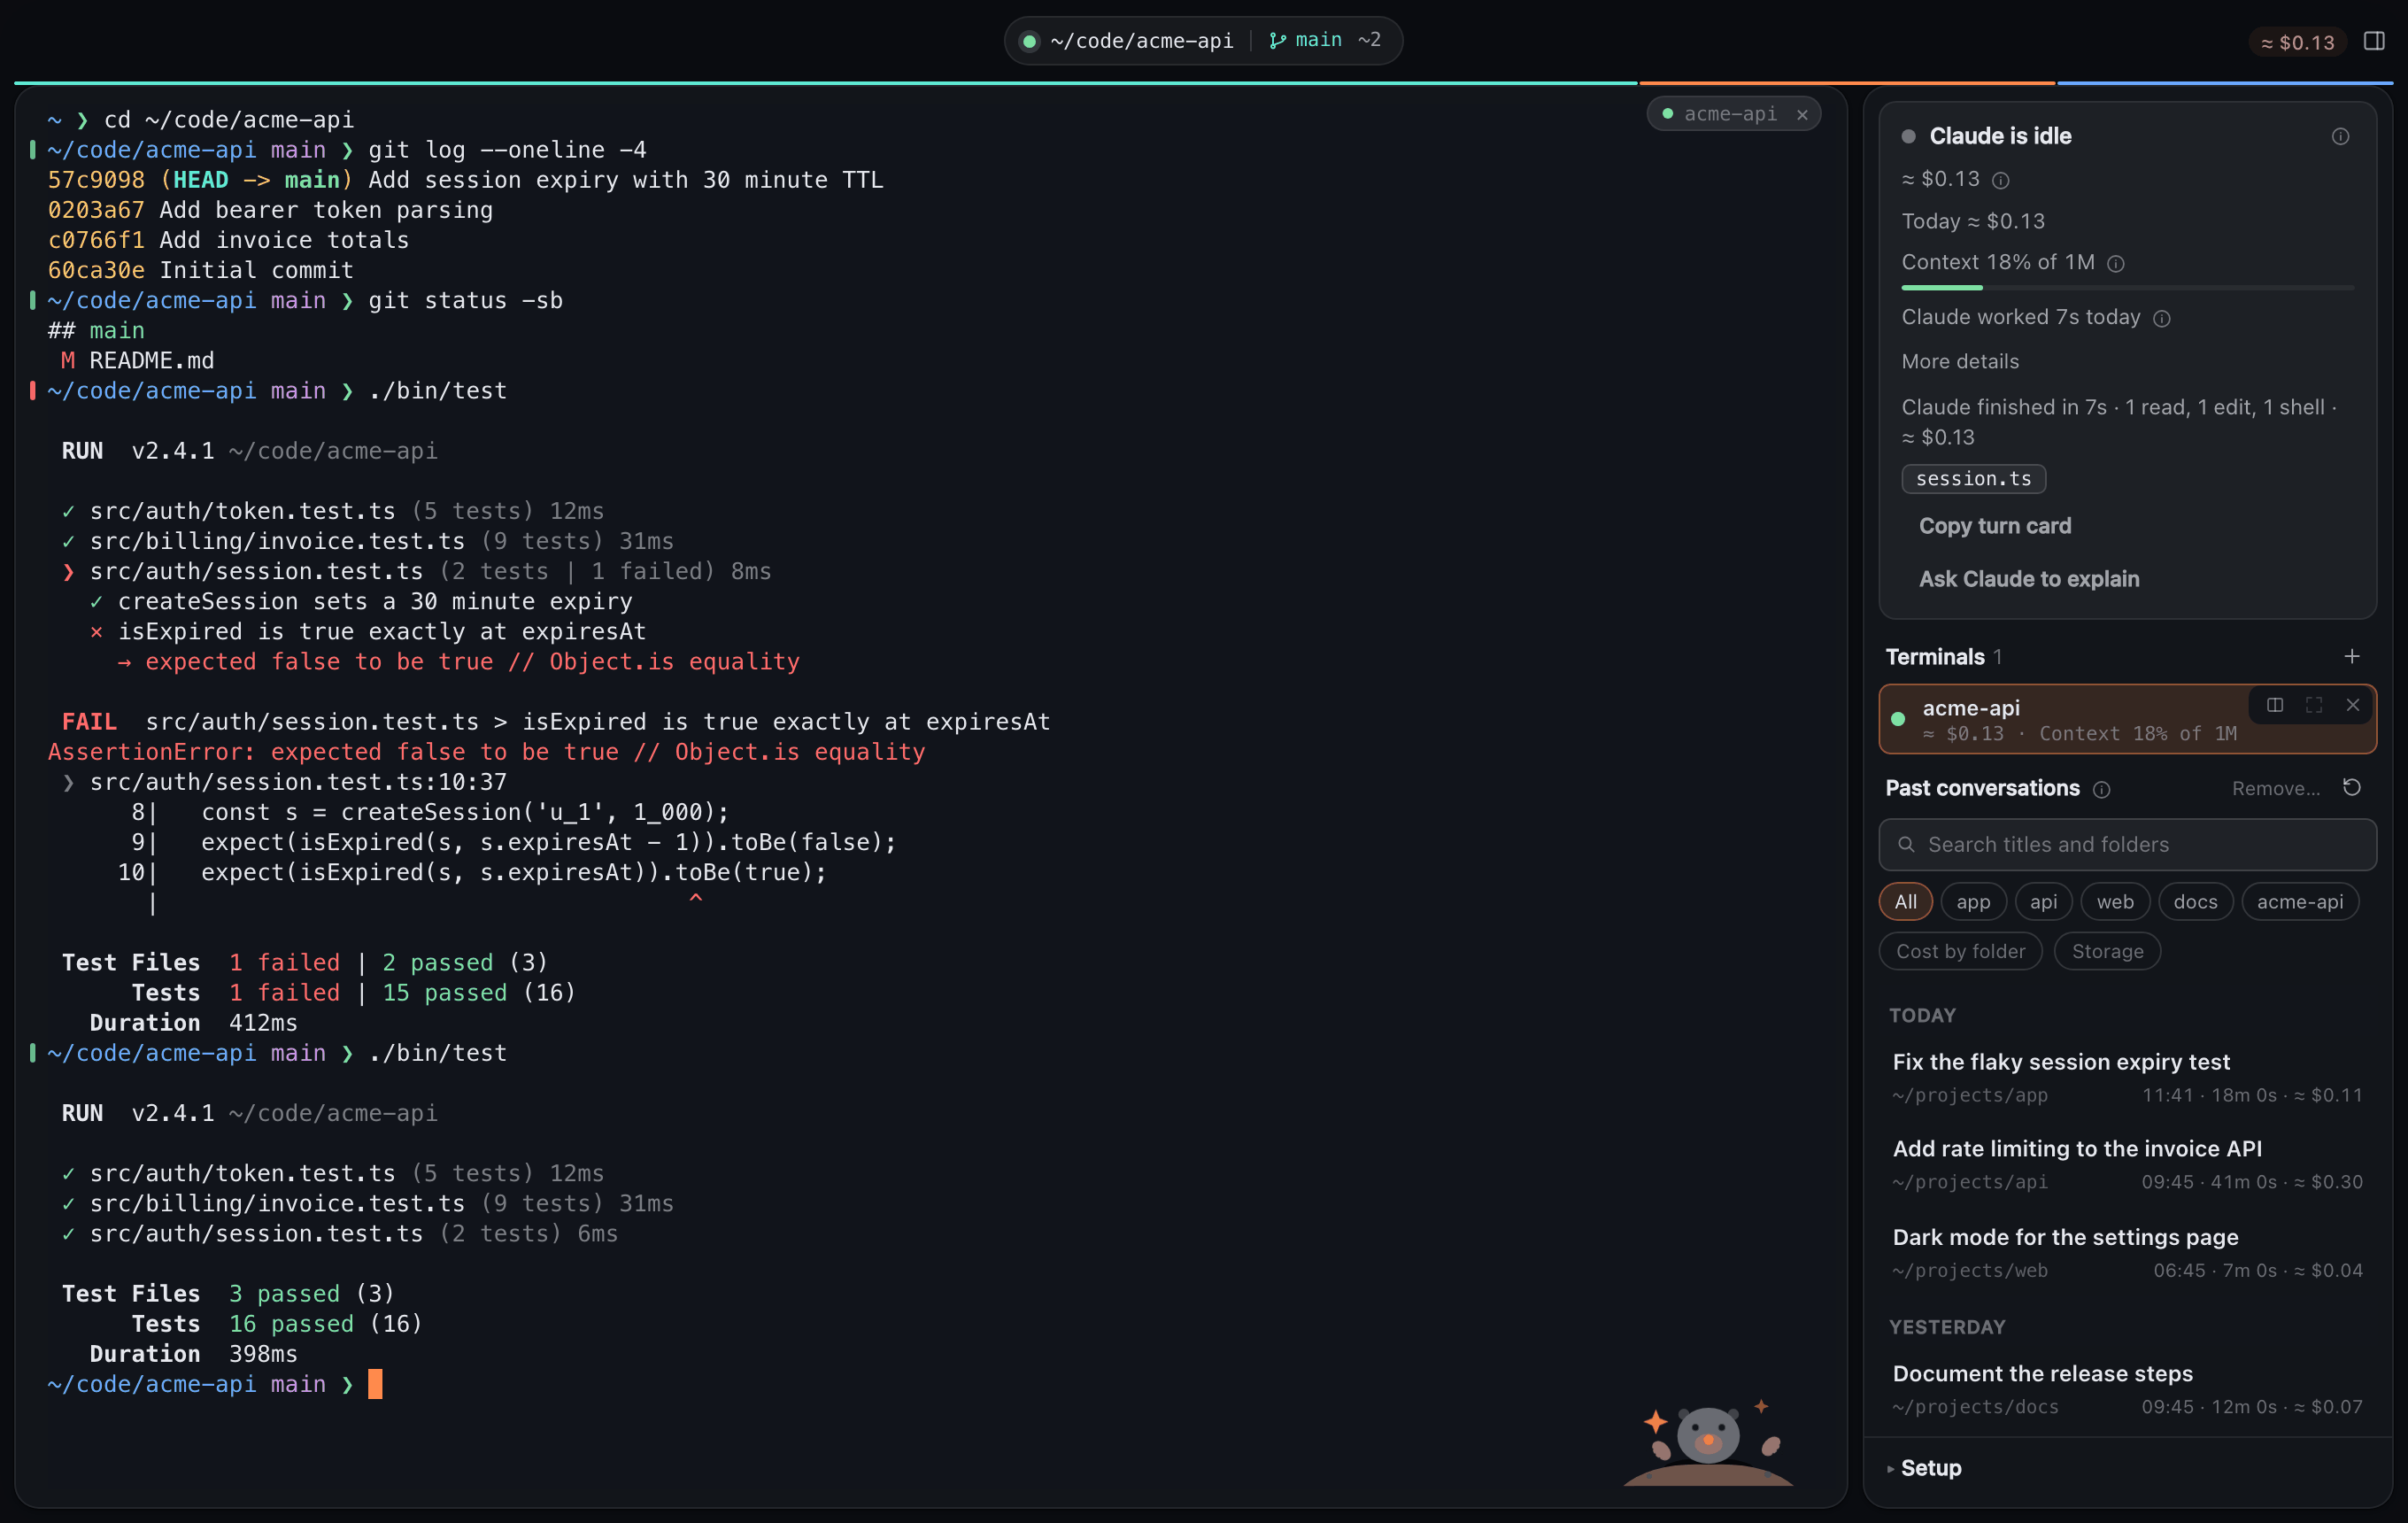 ~/code/acme-api main ~2
≈ $0.13
~ ❯ cd ~/code/acme-api
acme-api ×
~/code/acme-api main ❯ git log --oneline -4
57c9098 (HEAD -> main) Add session expiry with 30 minute TTL
0203a67 Add bearer token parsing
c0766f1 Add invoice totals
60ca30e Initial commit
~/code/acme-api main ❯ git status -sb
## main
 M README.md
~/code/acme-api main ❯ ./bin/test
RUN v2.4.1 ~/code/acme-api
✓ src/auth/token.test.ts (5 tests) 12ms
✓ src/billing/invoice.test.ts (9 tests) 31ms
❯ src/auth/session.test.ts (2 tests | 1 failed) 8ms
✓ createSession sets a 30 minute expiry
× isExpired is true exactly at expiresAt
→ expected false to be true // Object.is equality
FAIL src/auth/session.test.ts > isExpired is true exactly at expiresAt
AssertionError: expected false to be true // Object.is equality
❯ src/auth/session.test.ts:10:37
8| const s = createSession('u_1', 1_000);
9| expect(isExpired(s, s.expiresAt - 1)).toBe(false);
10| expect(isExpired(s, s.expiresAt)).toBe(true);
| ^
Test Files 1 failed | 2 passed (3)
Tests 1 failed | 15 passed (16)
Duration 412ms
~/code/acme-api main ❯ ./bin/test
RUN v2.4.1 ~/code/acme-api
✓ src/auth/token.test.ts (5 tests) 12ms
✓ src/billing/invoice.test.ts (9 tests) 31ms
✓ src/auth/session.test.ts (2 tests) 6ms
Test Files 3 passed (3)
Tests 16 passed (16)
Duration 398ms
~/code/acme-api main ❯
Claude is idle
≈ $0.13
Today ≈ $0.13
Context 18% of 1M
Claude worked 7s today
More details
Claude finished in 7s · 1 read, 1 edit, 1 shell ·
≈ $0.13
session.ts
Copy turn card
Ask Claude to explain
Terminals 1
acme-api
≈ $0.13 · Context 18% of 1M
Past conversations Remove...
Search titles and folders
All app api web docs acme-api
Cost by folder Storage
TODAY
Fix the flaky session expiry test
~/projects/app 11:41 · 18m 0s · ≈ $0.11
Add rate limiting to the invoice API
~/projects/api 09:45 · 41m 0s · ≈ $0.30
Dark mode for the settings page
~/projects/web 06:45 · 7m 0s · ≈ $0.04
YESTERDAY
Document the release steps
~/projects/docs 09:45 · 12m 0s · ≈ $0.07
Setup